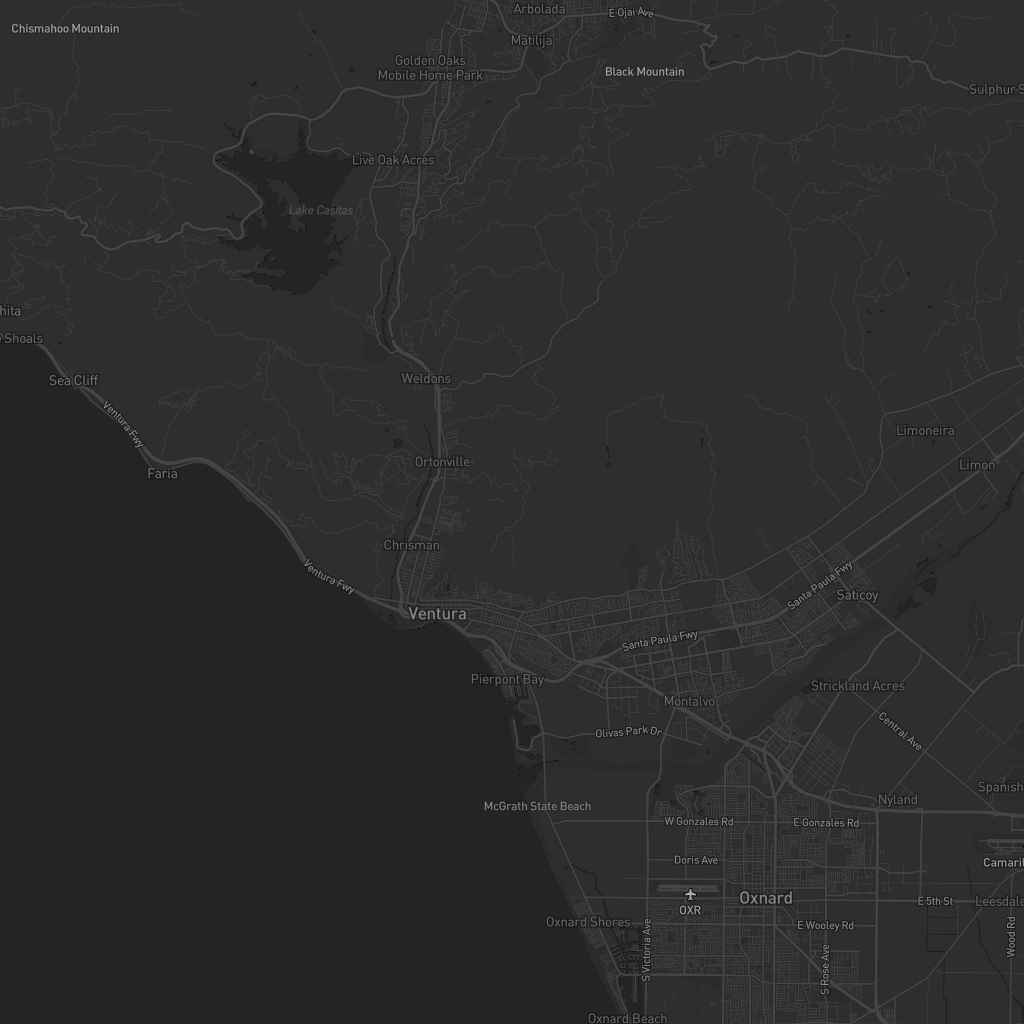 Arbolada
E Ojai Ave
Chismahoo Mountain
Matilija
Golden Oaks
Mobile Home Park
Black Mountain
Sulphur S
Live Oak Acres
Lake Casitas
hita
Shoals
Sea Cliff
Weldons
Ventura Fwy
Limoneira
Ortonville
Limon
Faria
Chrisman
Ventura Fwy
Santa Paula Fwy
Saticoy
Ventura
Santa Paula Fwy
Pierpont Bay
Strickland Acres
Montalvo
Olivas Park Dr
Central Ave
Spanish
Nyland
McGrath State Beach
W Gonzales Rd
E Gonzales Rd
Doris Ave
Camaril
Oxnard
E 5th St
Leesdale
OXR
Oxnard Shores
E Wooley Rd
S Victoria Ave
S Rose Ave
Wood Rd
Oxnard Beach